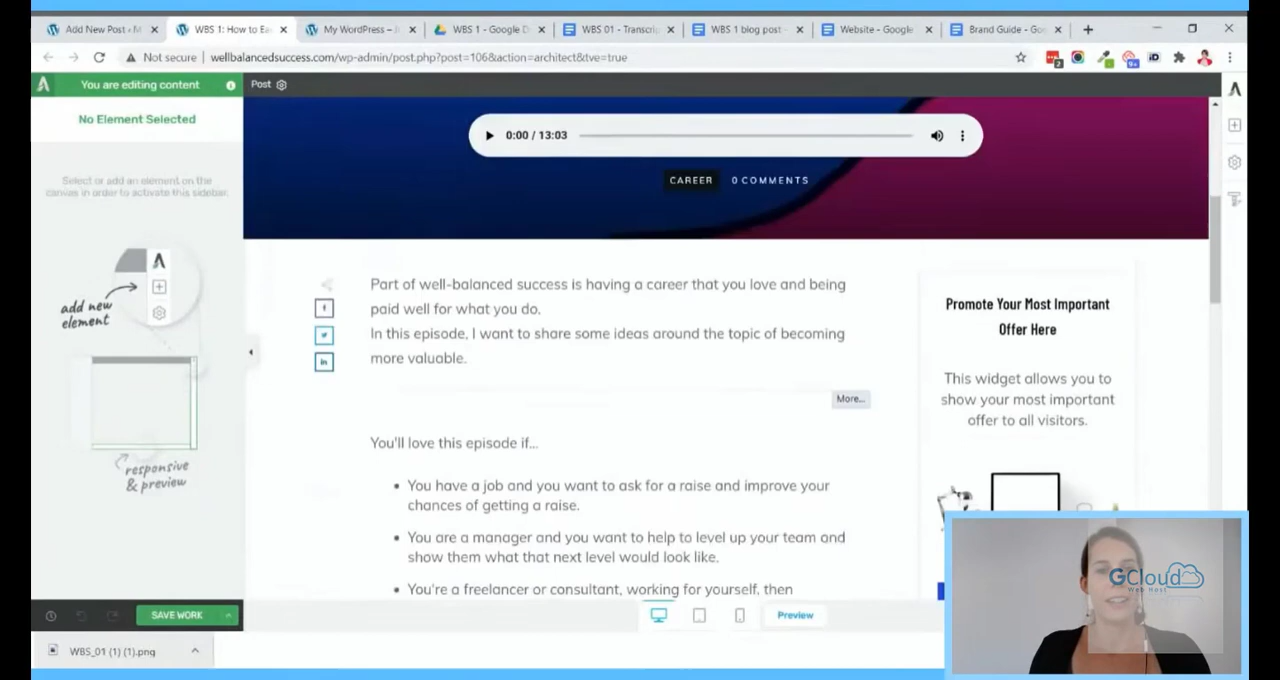 Add New Post ‹ M
WBS 1: How to Ea
My WordPress – J
WBS 1 - Google D
WBS 01 - Transcri
WBS 1 blog post -
Website - Google
Brand Guide - Go
Not secure
wellbalancedsuccess.com/wp-admin/post.php?post=106&action=architect&tve=true
2
9+
iD
You are editing content
Post
No Element Selected
Select or add an element on the
canvas in order to activate this sidebar.
add new
element
responsive
& preview
0:00 / 13:03
CAREER
0 COMMENTS
Part of well-balanced success is having a career that you love and being
paid well for what you do.
In this episode, I want to share some ideas around the topic of becoming
more valuable.
More...
You'll love this episode if...
• You have a job and you want to ask for a raise and improve your
chances of getting a raise.
• You are a manager and you want to help to level up your team and
show them what that next level would look like.
• You're a freelancer or consultant, working for yourself, then
Promote Your Most Important
Offer Here
This widget allows you to
show your most important
offer to all visitors.
SAVE WORK
Preview
WBS_01 (1) (1).png
GCloud
Web Host